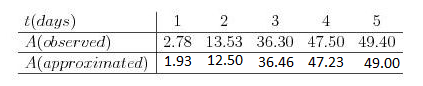 t(days) 1 2 3 4 5
A(observed) 2.78 13.53 36.30 47.50 49.40
A(approximated) 1.93 12.50 36.46 47.23 49.00